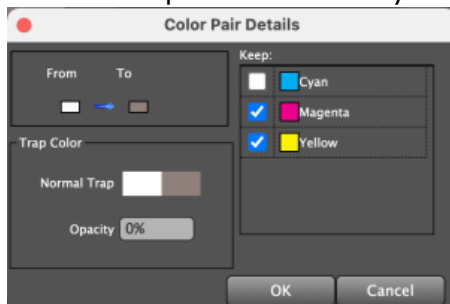 Color Pair Details
From To
Trap Color
Normal Trap
Opacity 0%
Keep:
Cyan
Magenta
Yellow
OK Cancel